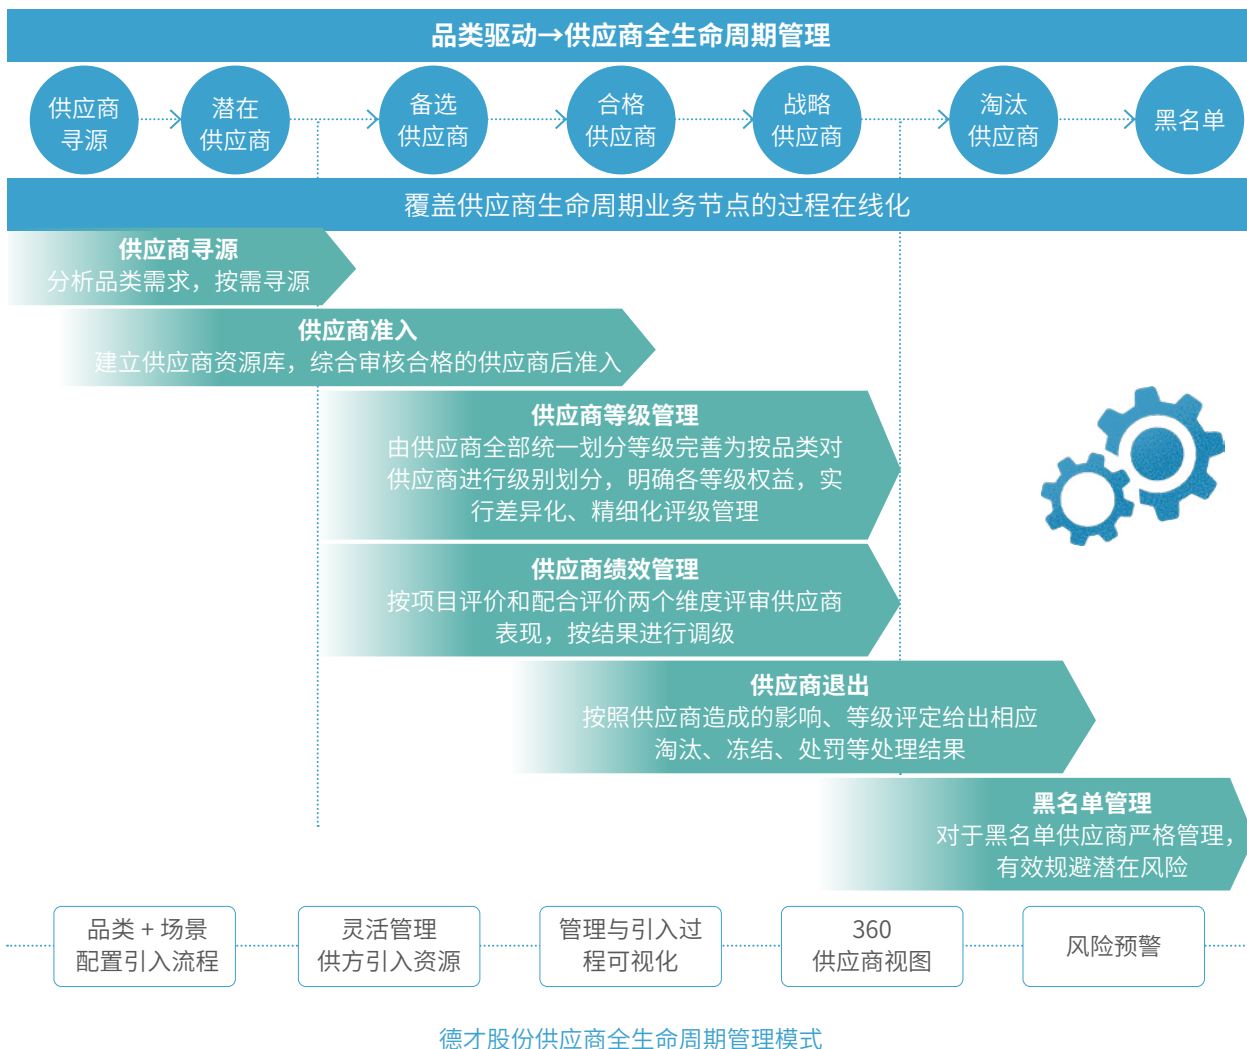 品类驱动→供应商全生命周期管理
供应商
寻源
潜在
供应商
备选
供应商
合格
供应商
战略
供应商
淘汰
供应商
黑名单
覆盖供应商生命周期业务节点的过程在线化
供应商寻源
分析品类需求，按需寻源
供应商准入
建立供应商资源库，综合审核合格的供应商后准入
供应商等级管理
由供应商全部统一划分等级完善为按品类对
供应商进行级别划分，明确各等级权益，实
行差异化、精细化评级管理
供应商绩效管理
按项目评价和配合评价两个维度评审供应商
表现，按结果进行调级
供应商退出
按照供应商造成的影响、等级评定给出相应
淘汰、冻结、处罚等处理结果
黑名单管理
对于黑名单供应商严格管理，
有效规避潜在风险
品类 + 场景
配置引入流程
灵活管理
供方引入资源
管理与引入过
程可视化
360
供应商视图
风险预警
德才股份供应商全生命周期管理模式